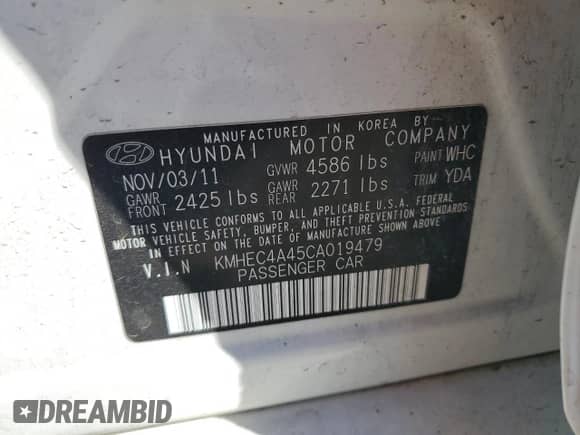 MANUFACTURED IN KOREA BY
HYUNDAI MOTOR COMPANY
NOV/03/11 GVWR 4586 lbs PAINT WHC
GAWR FRONT 2425 lbs GAWR REAR 2271 lbs TRIM YDA
THIS VEHICLE CONFORMS TO ALL APPLICABLE U.S.A. FEDERAL
MOTOR VEHICLE SAFETY, BUMPER, AND THEFT PREVENTION STANDARDS
IN EFFECT ON THE DATE OF MANUFACTURE SHOWN ABOVE.
V.I.N KMHEC4A45CA019479
PASSENGER CAR
DREAMBID